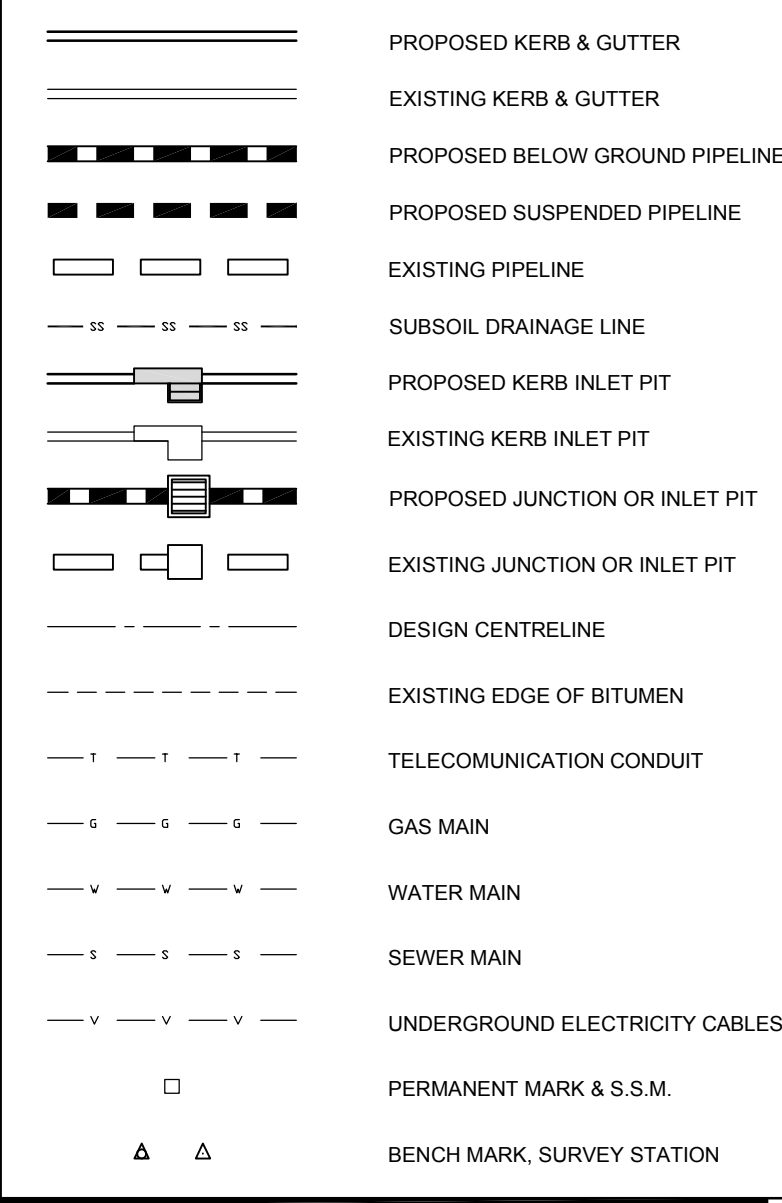 PROPOSED KERB & GUTTER
EXISTING KERB & GUTTER
PROPOSED BELOW GROUND PIPELINE
PROPOSED SUSPENDED PIPELINE
EXISTING PIPELINE
SS SS SS SUBSOIL DRAINAGE LINE
PROPOSED KERB INLET PIT
EXISTING KERB INLET PIT
PROPOSED JUNCTION OR INLET PIT
EXISTING JUNCTION OR INLET PIT
DESIGN CENTRELINE
EXISTING EDGE OF BITUMEN
T T T TELECOMUNICATION CONDUIT
G G G GAS MAIN
W W W WATER MAIN
S S S SEWER MAIN
V V V UNDERGROUND ELECTRICITY CABLES
PERMANENT MARK & S.S.M.
BENCH MARK, SURVEY STATION